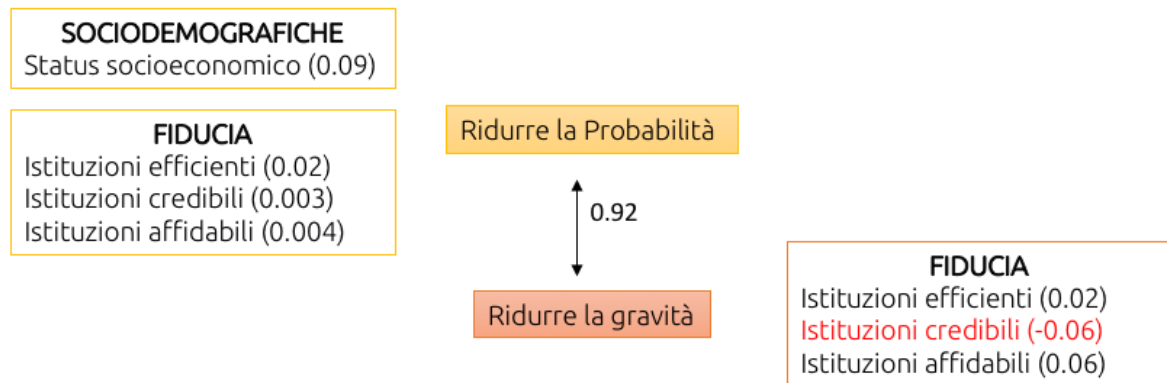 SOCIODEMOGRAFICHE
Status socioeconomico (0.09)
FIDUCIA
Istituzioni efficienti (0.02)
Istituzioni credibili (0.003)
Istituzioni affidabili (0.004)
Ridurre la Probabilità
0.92
Ridurre la gravità
FIDUCIA
Istituzioni efficienti (0.02)
Istituzioni credibili (-0.06)
Istituzioni affidabili (0.06)